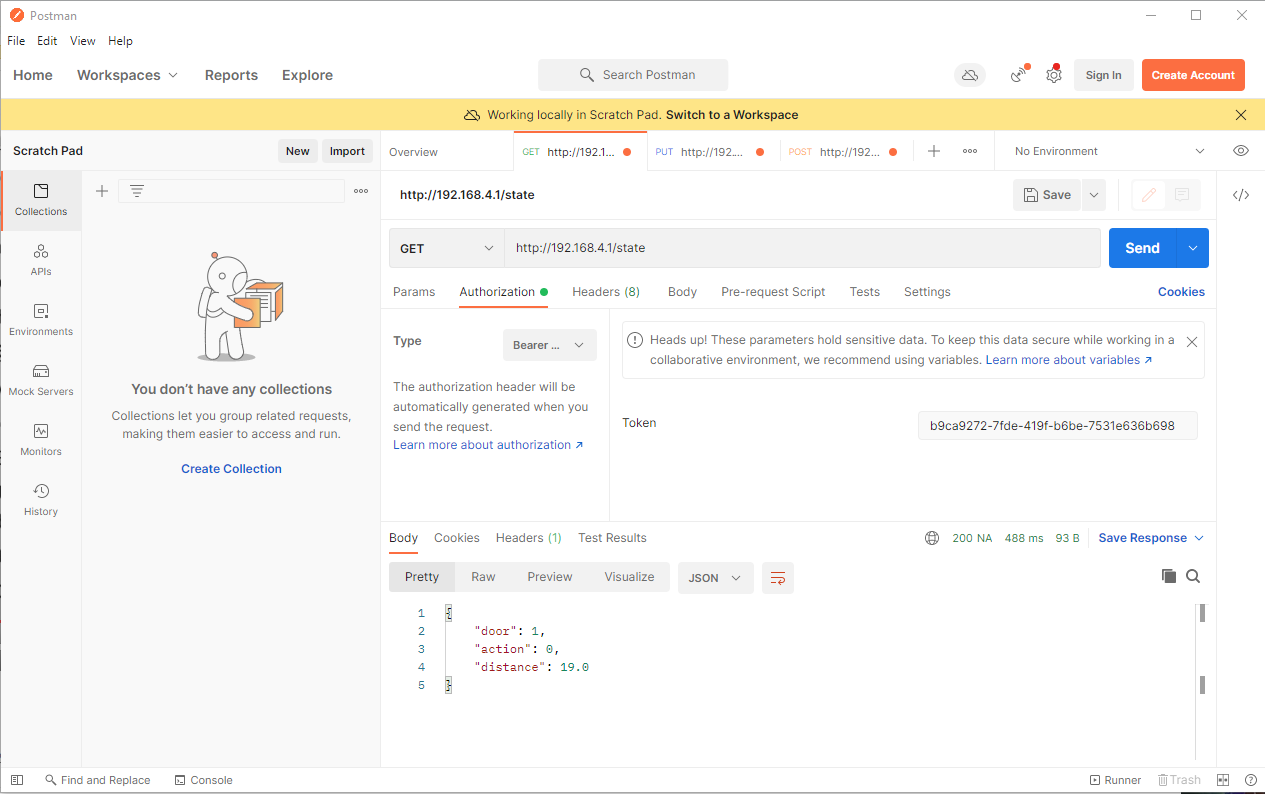 Postman
File Edit View Help
Home Workspaces Reports Explore Search Postman Sign In Create Account
Working locally in Scratch Pad. Switch to a Workspace
Scratch Pad New Import
Overview GET http://192.1... PUT http://192.... POST http://192... No Environment
Collections
APIs
Environments
Mock Servers
Monitors
History
You don't have any collections
Collections let you group related requests,
making them easier to access and run.
Create Collection
http://192.168.4.1/state Save
GET http://192.168.4.1/state Send
Params Authorization Headers (8) Body Pre-request Script Tests Settings Cookies
Type Bearer ...
The authorization header will be
automatically generated when you
send the request.
Learn more about authorization ↗
Heads up! These parameters hold sensitive data. To keep this data secure while working in a
collaborative environment, we recommend using variables. Learn more about variables ↗
Token b9ca9272-7fde-419f-b6be-7531e636b698
Body Cookies Headers (1) Test Results 200 NA 488 ms 93 B Save Response
Pretty Raw Preview Visualize JSON
1 {
2 "door": 1,
3 "action": 0,
4 "distance": 19.0
5 }
Find and Replace Console Runner Trash